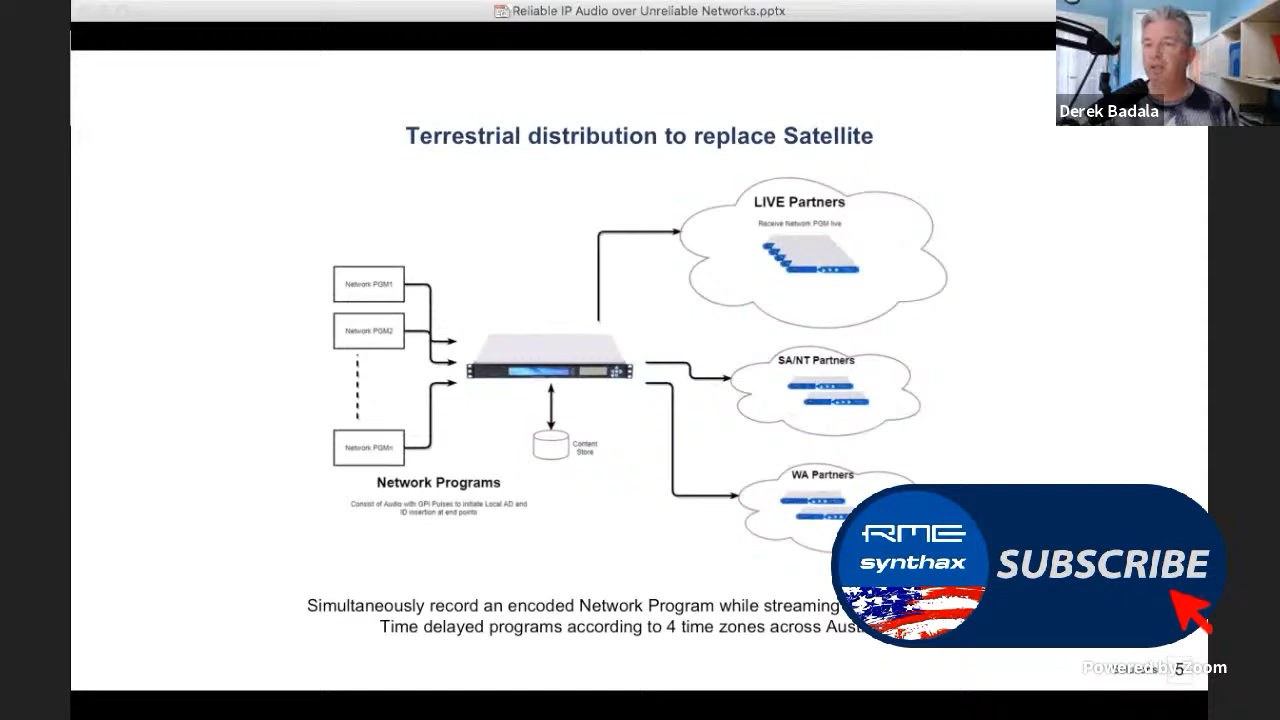 Reliable IP Audio over Unreliable Networks.pptx
Derek Badala
Terrestrial distribution to replace Satellite
LIVE Partners
Receive Network PGM live
Network PGM1
Network PGM2
Network PGMn
Content
Store
SA/NT Partners
WA Partners
Network Programs
Consist of Audio with GPI Pulses to initiate Local AD and
ID insertion at end points
RME
synthax
SUBSCRIBE
Simultaneously record an encoded Network Program while streaming
Time delayed programs according to 4 time zones across Aust
Powered by Zoom
5